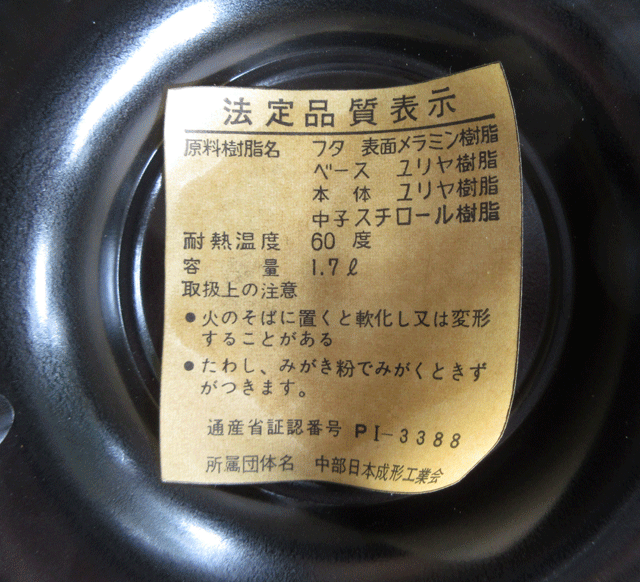 法定品質表示
原料樹脂名 フタ 表面メラミン樹脂
ベース ユリヤ樹脂
本体 ユリヤ樹脂
中子スチロール樹脂
耐熱温度 60度
容量 1.7ℓ
取扱上の注意
●火のそばに置くと軟化し又は変形
することがある
●たわし、みがき粉でみがくときず
がつきます。
通産省証認番号 PI-3388
所属団体名 中部日本成形工業会